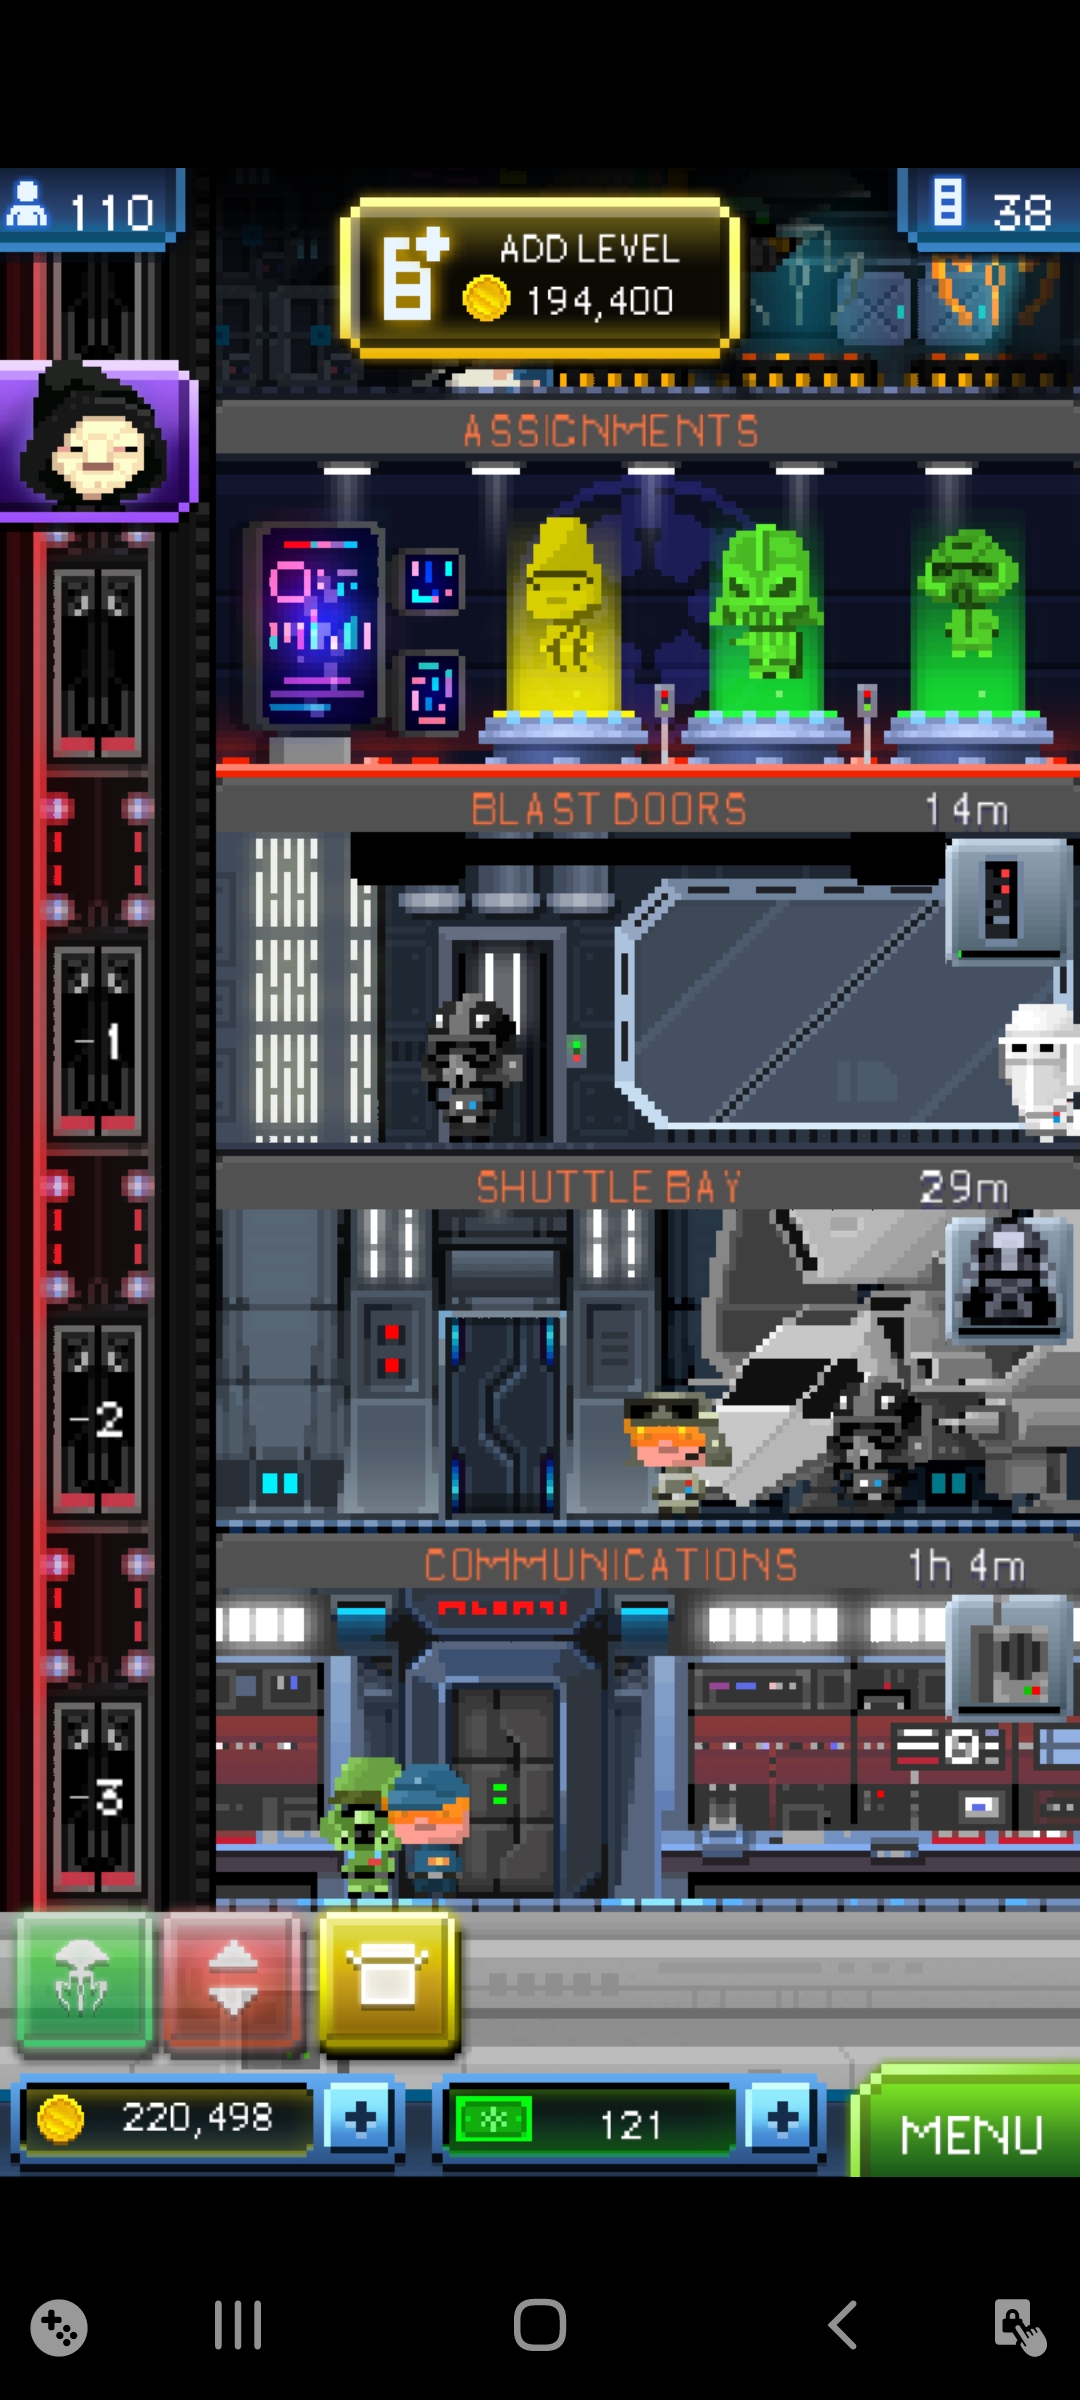 110
ADD LEVEL
194,400
38
ASSIGNMENTS
BLAST DOORS 14m
-1
SHUTTLE BAY 29m
-2
COMMUNICATIONS 1h 4m
-3
220,498
121
MENU